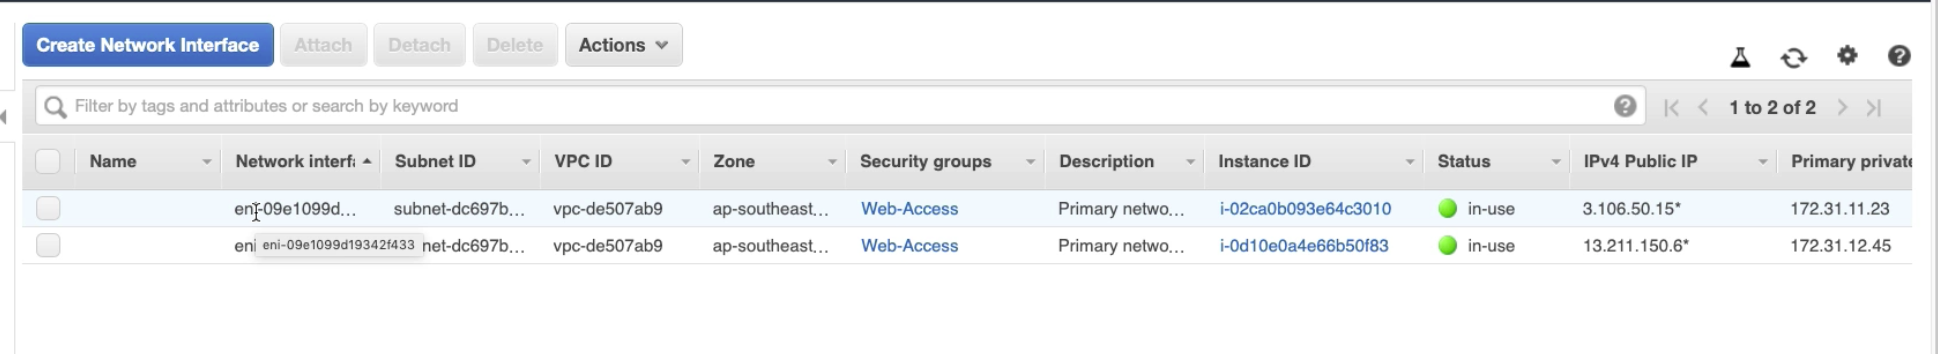 Create Network Interface Attach Detach Delete Actions
Filter by tags and attributes or search by keyword 1 to 2 of 2
Name Network interfa Subnet ID VPC ID Zone Security groups Description Instance ID Status IPv4 Public IP Primary private
eni-09e1099d... subnet-dc697b... vpc-de507ab9 ap-southeast... Web-Access Primary netwo... i-02ca0b093e64c3010 in-use 3.106.50.15* 172.31.11.23
eni eni-09e1099d19342f433 net-dc697b... vpc-de507ab9 ap-southeast... Web-Access Primary netwo... i-0d10e0a4e66b50f83 in-use 13.211.150.6* 172.31.12.45